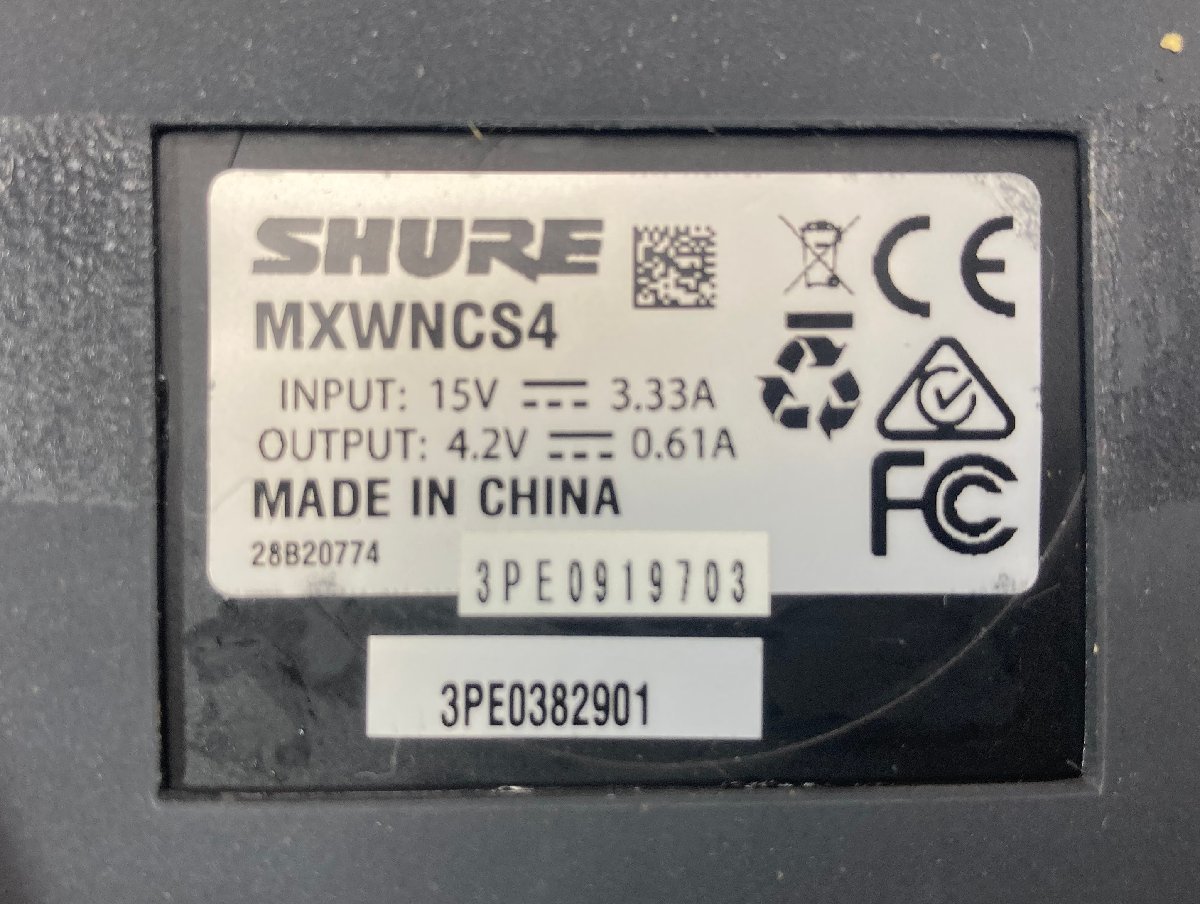 SHURE
MXWNCS4
INPUT: 15V 3.33A
OUTPUT: 4.2V 0.61A
MADE IN CHINA
28B20774
3PE0919703
3PE0382901
CE
FC